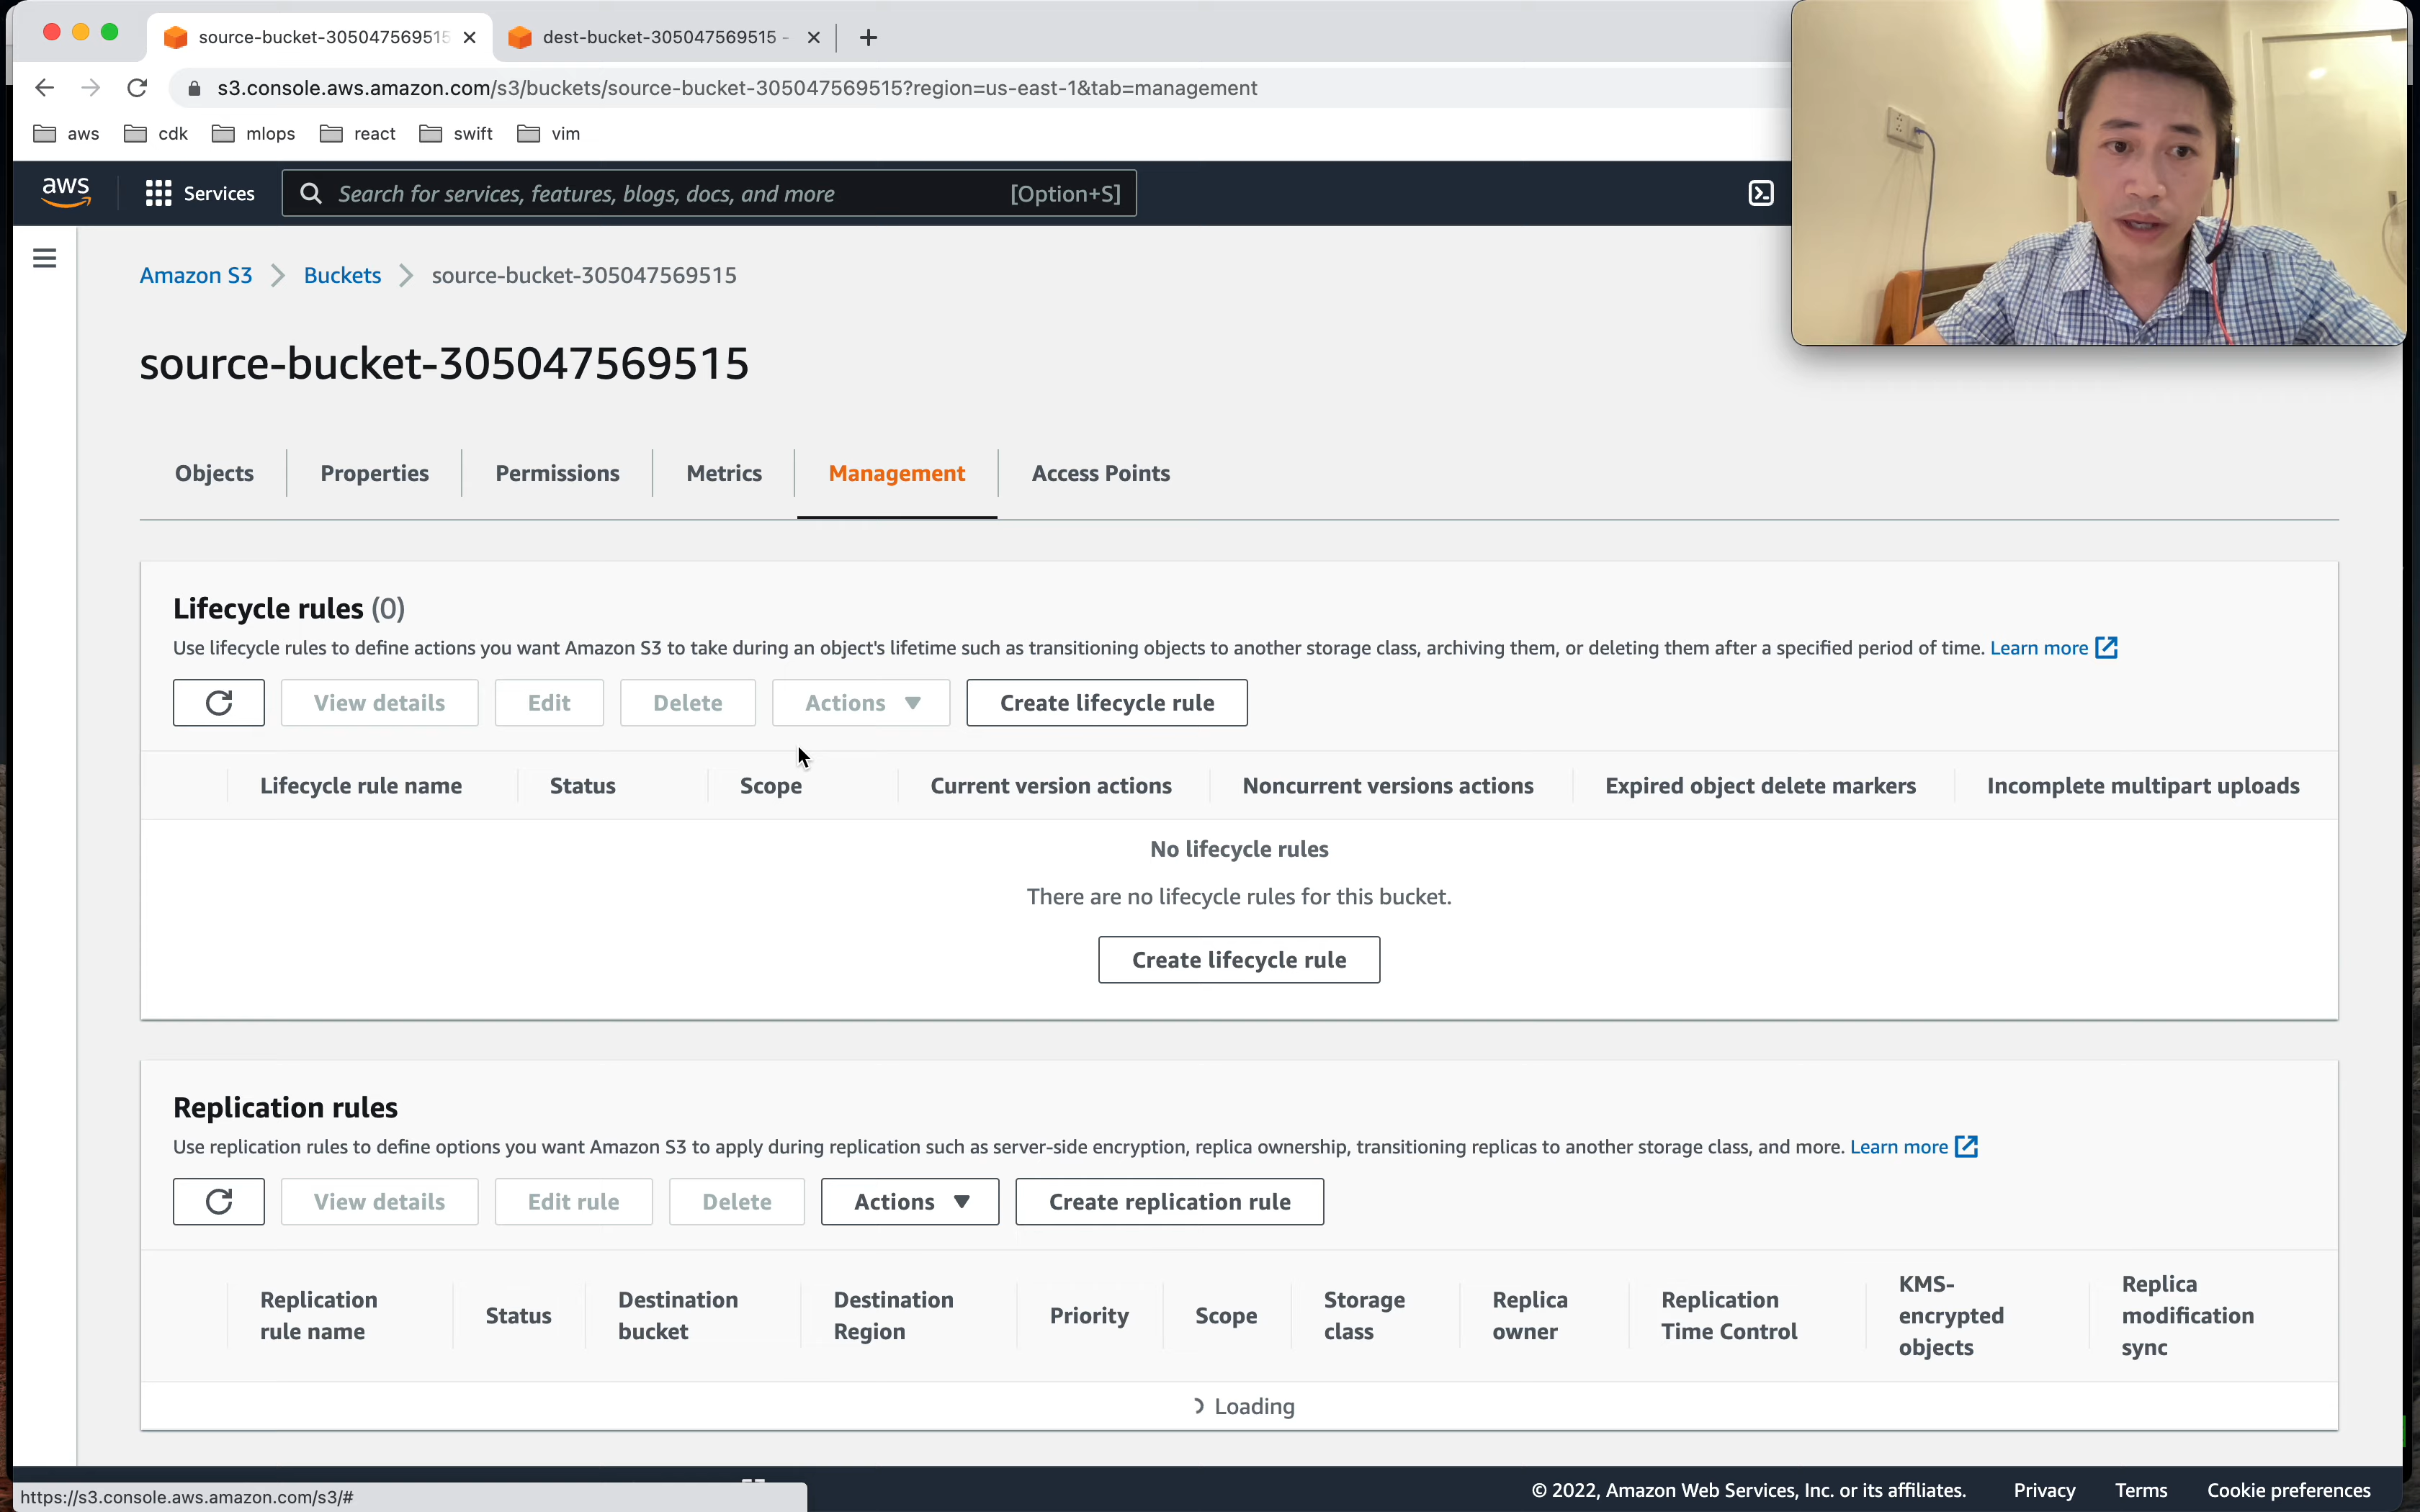 source-bucket-305047569515
dest-bucket-305047569515 -
s3.console.aws.amazon.com/s3/buckets/source-bucket-305047569515?region=us-east-1&tab=management
aws
cdk
mlops
react
swift
vim
aws
Services
Search for services, features, blogs, docs, and more
[Option+S]
Amazon S3
Buckets
source-bucket-305047569515
source-bucket-305047569515
Objects
Properties
Permissions
Metrics
Management
Access Points
Lifecycle rules (0)
Use lifecycle rules to define actions you want Amazon S3 to take during an object's lifetime such as transitioning objects to another storage class, archiving them, or deleting them after a specified period of time. Learn more
View details
Edit
Delete
Actions
Create lifecycle rule
Lifecycle rule name
Status
Scope
Current version actions
Noncurrent versions actions
Expired object delete markers
Incomplete multipart uploads
No lifecycle rules
There are no lifecycle rules for this bucket.
Create lifecycle rule
Replication rules
Use replication rules to define options you want Amazon S3 to apply during replication such as server-side encryption, replica ownership, transitioning replicas to another storage class, and more. Learn more
View details
Edit rule
Delete
Actions
Create replication rule
Replication
rule name
Status
Destination
bucket
Destination
Region
Priority
Scope
Storage
class
Replica
owner
Replication
Time Control
KMS-
encrypted
objects
Replica
modification
sync
Loading
https://s3.console.aws.amazon.com/s3/#
© 2022, Amazon Web Services, Inc. or its affiliates.
Privacy
Terms
Cookie preferences